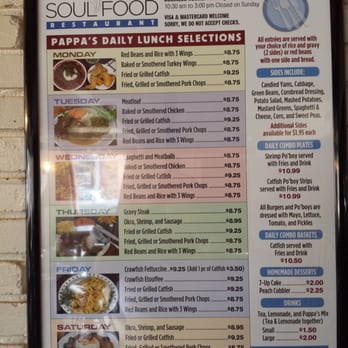 SOUL FOOD
RESTAURANT
10:30 am to 3:00 pm Closed on Sunday
VISA & MASTERCARD WELCOME
SORRY, WE DO NOT ACCEPT CHECKS.
PAPPA'S DAILY LUNCH SELECTIONS
MONDAY
Red Beans and Rice with 3 Wings $8.75
Baked or Smothered Turkey Wings $8.75
Fried or Grilled Catfish $9.25
Fried, Grilled or Smothered Pork Chops $8.75
TUESDAY
Meatloaf $8.75
Baked or Smothered Chicken $8.75
Fried or Grilled Catfish $9.25
Fried, Grilled or Smothered Pork Chops $8.75
Red Beans and Rice with 3 Wings $8.75
WEDNESDAY
Spaghetti and Meatballs $8.75
Baked or Smothered Chicken $8.75
Fried or Grilled Catfish $9.25
Fried, Grilled or Smothered Pork Chops $8.75
Red Beans and Rice with 3 Wings $8.75
THURSDAY
Gravy Steak $8.75
Okra, Shrimp, and Sausage $8.95
Fried or Grilled Catfish $9.25
Fried, Grilled or Smothered Pork Chops $8.75
Red Beans and Rice with 3 Wings $8.75
FRIDAY
Crawfish Fettuccine $9.25 (Add 1 pc of Catfish $3.50)
Crawfish Etouffee $9.25
Fried or Grilled Catfish $9.25
Fried, Grilled or Smothered Pork Chops $8.75
Red Beans and Rice with 3 Wings $8.75
SATURDAY
Okra, Shrimp, and Sausage $8.95
Fried or Grilled Catfish $9.25
All entrées are served with
your choice of rice and gravy
(2 sides) or red beans
with one side and bread.
SIDES INCLUDE:
Candied Yams, Cabbage,
Green Beans, Cornbread Dressing,
Potato Salad, Mashed Potatoes,
Mustard Greens, Spaghetti &
Cheese, Corn, and Sweet Peas.
Additional Sides
available for $1.95 each
DAILY COMBO PLATES
Shrimp Po'boy served
with Fries and Drink
$10.99
Catfish Po'boy Strips
served with Fries and Drink
$10.99
All Burgers and Po'boys are
dressed with Mayo, Lettuce,
Tomato, and Pickles
DAILY COMBO BASKETS
Catfish served with
Fries and Drink
$10.50
HOMEMADE DESSERTS
7-Up Cake $2.00
Peach Cobbler $2.25
DRINKS
Tea, Lemonade, and Pappa's Mix
(Tea & Lemonade together)
Small $1.50
Large $2.00